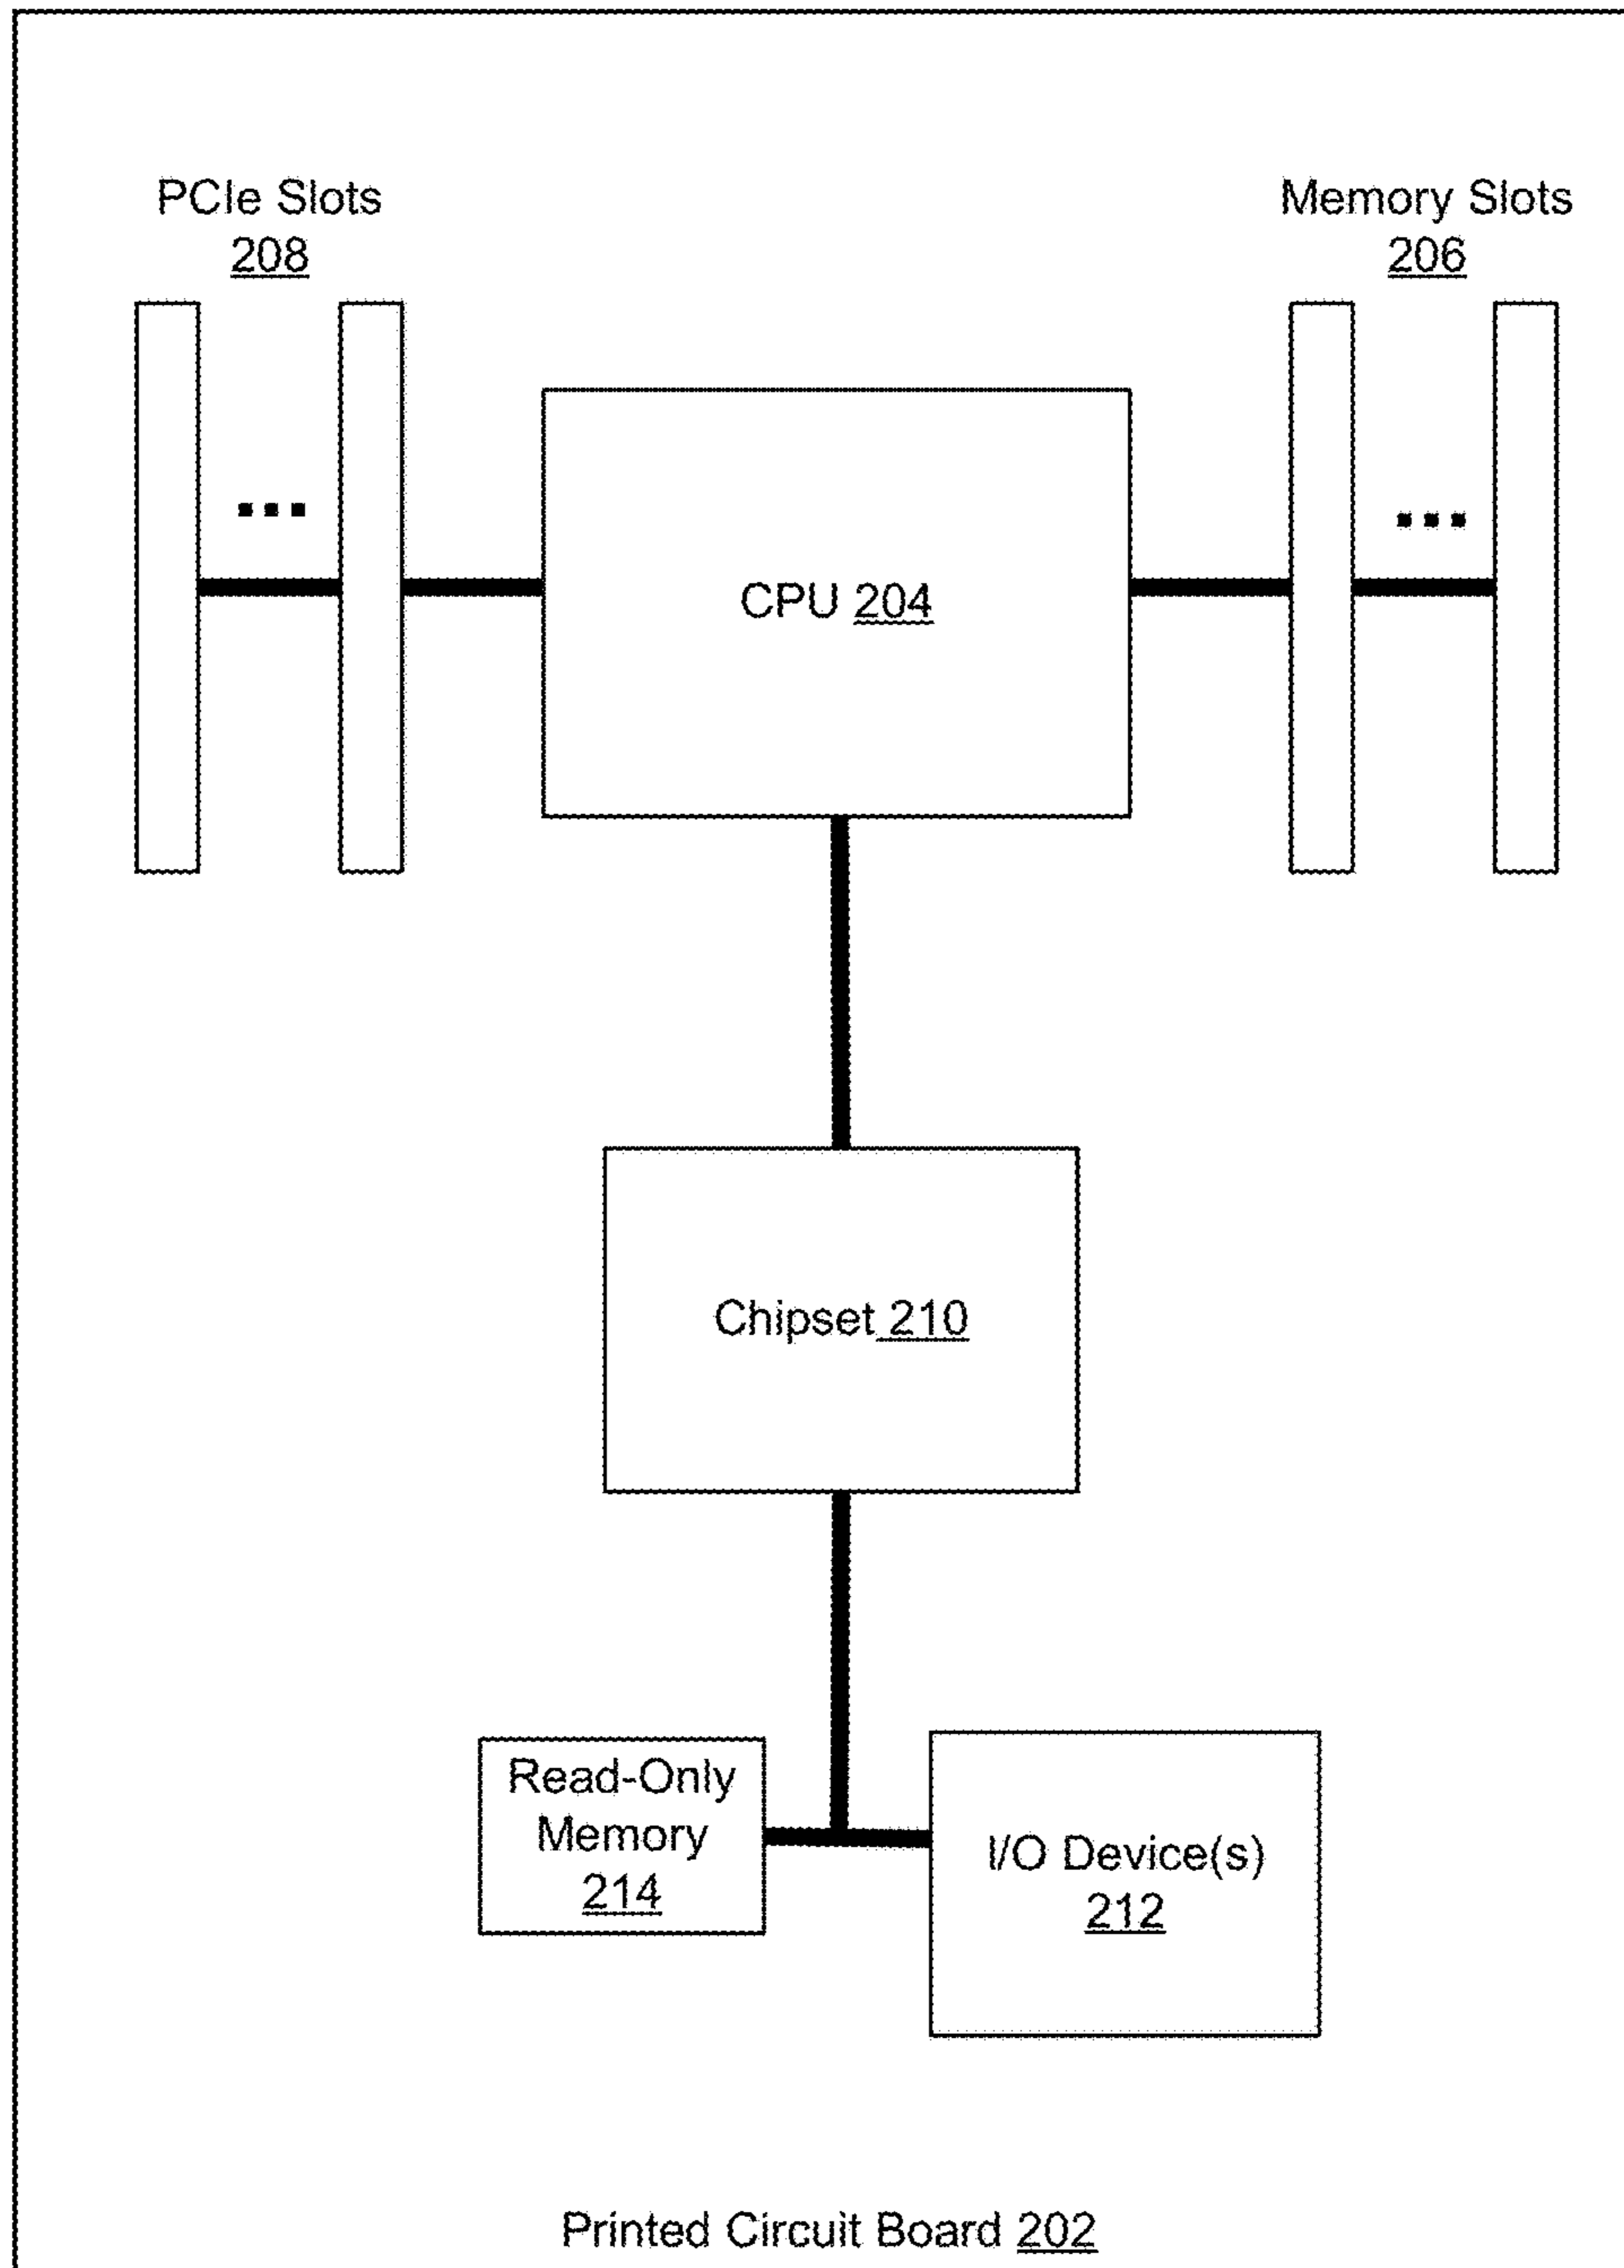 PCIe Slots
208
Memory Slots
206
CPU 204
Chipset 210
Read-Only
Memory
214
I/O Device(s)
212
Printed Circuit Board 202